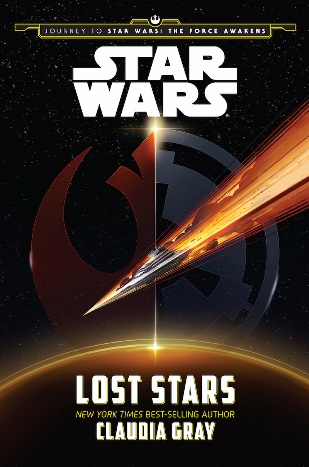 JOURNEY TO STAR WARS: THE FORCE AWAKENS
STAR
WARS
LOST STARS
NEW YORK TIMES BEST-SELLING AUTHOR
CLAUDIA GRAY